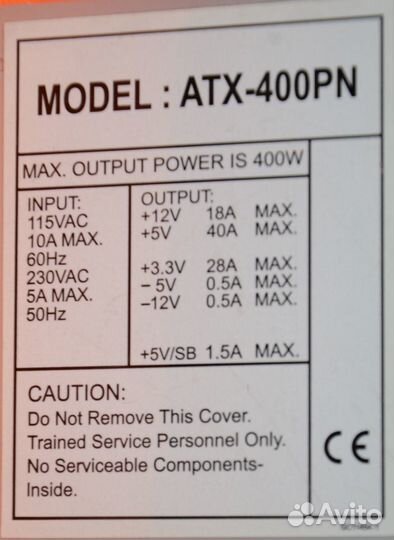 MODEL : ATX-400PN
MAX. OUTPUT POWER IS 400W
INPUT:
115VAC
10A MAX.
60Hz
230VAC
5A MAX.
50Hz
OUTPUT:
+12V 18A MAX.
+5V 40A MAX.
+3.3V 28A MAX.
– 5V 0.5A MAX.
–12V 0.5A MAX.
+5V/SB 1.5A MAX.
CAUTION:
Do Not Remove This Cover.
Trained Service Personnel Only.
No Serviceable Components-
Inside.
CE
Avito